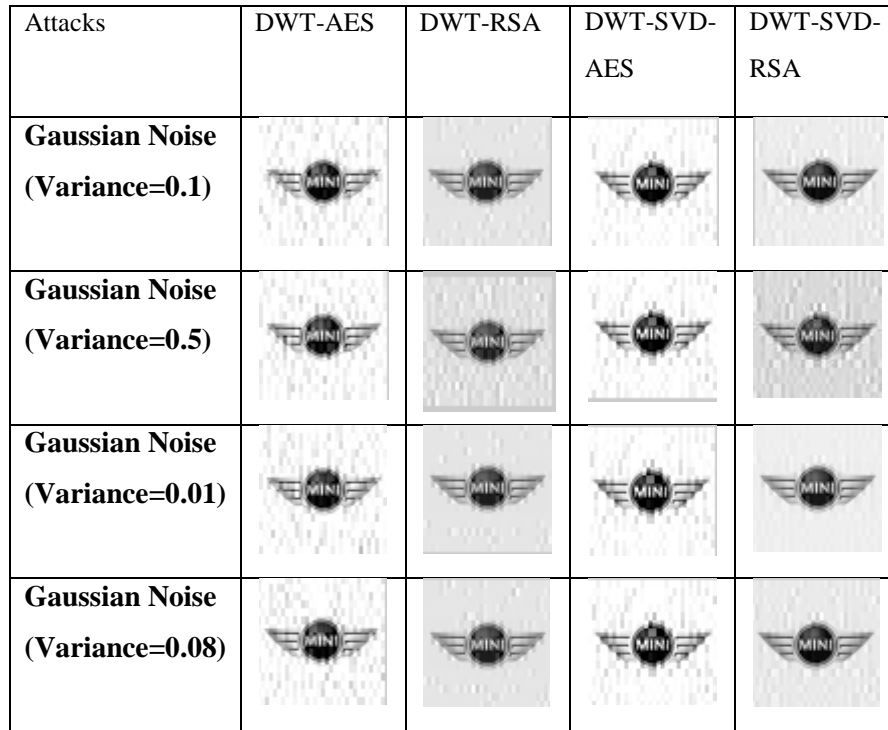 Attacks DWT-AES DWT-RSA DWT-SVD-AES DWT-SVD-RSA
Gaussian Noise
(Variance=0.1)
MINI MINI MINI MINI
Gaussian Noise
(Variance=0.5)
MINI MINI MINI MINI
Gaussian Noise
(Variance=0.01)
MINI MINI MINI MINI
Gaussian Noise
(Variance=0.08)
MINI MINI MINI MINI